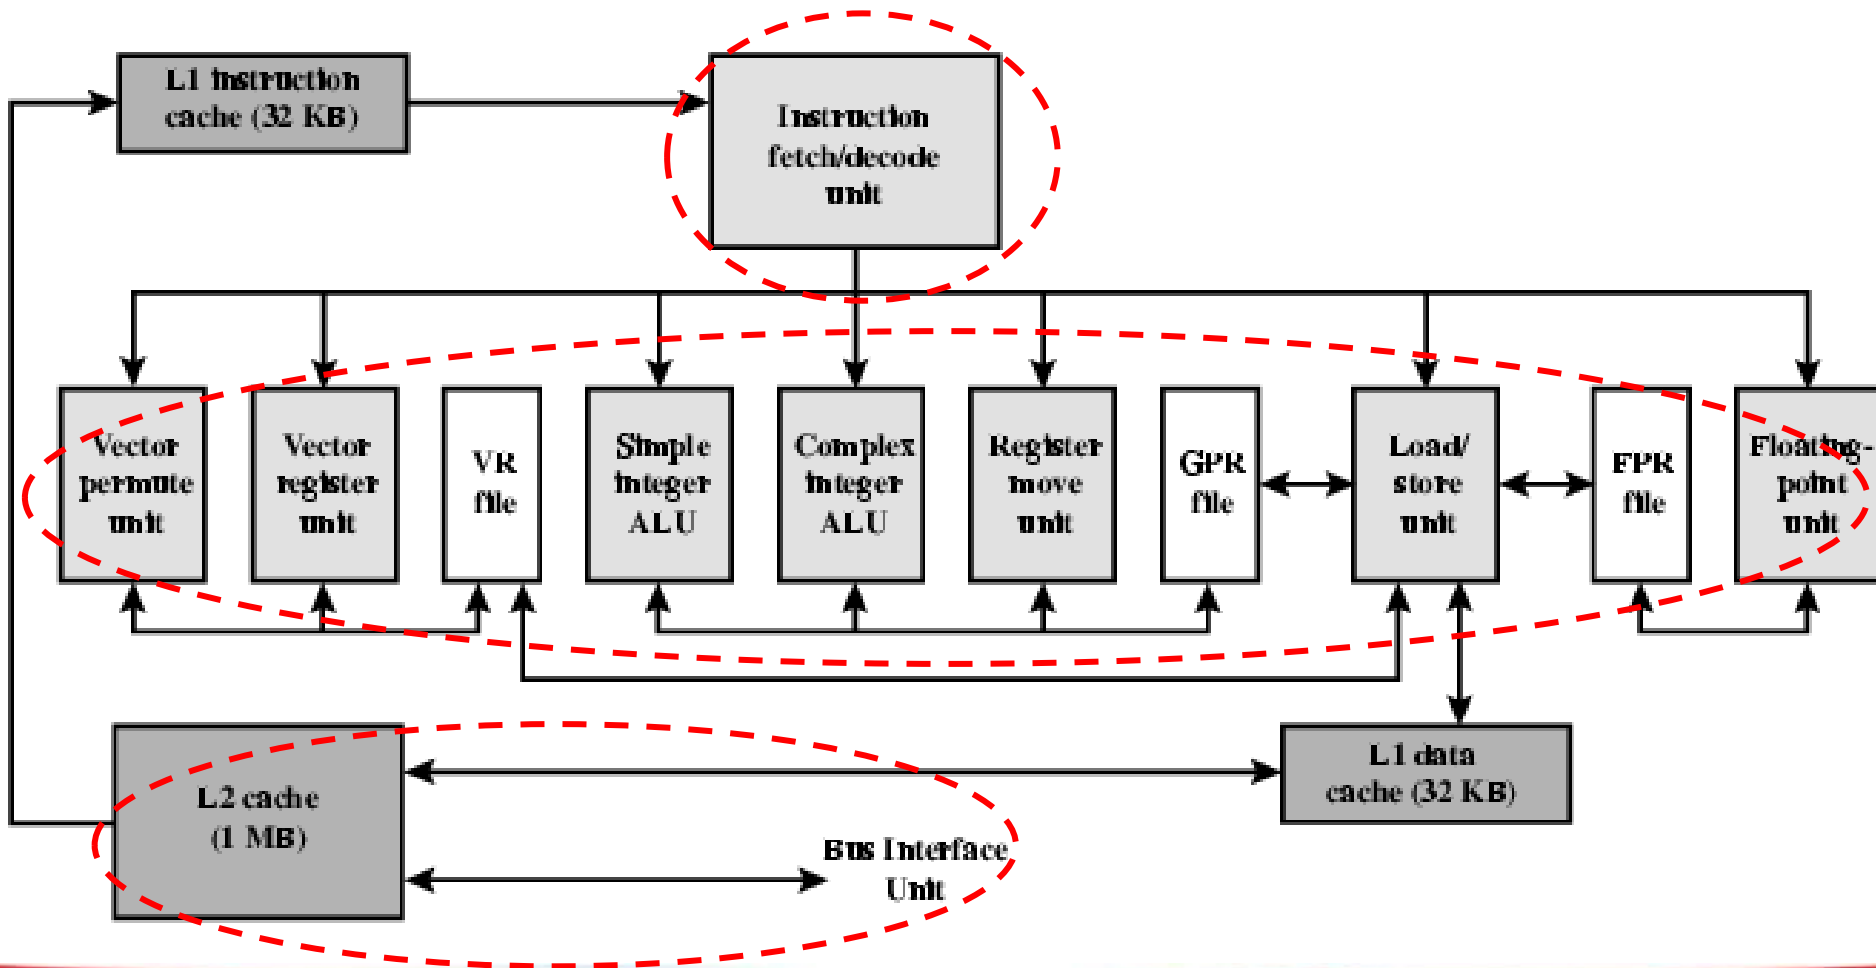 L1 instruction
cache (32 KB)
Instruction
fetch/decode
unit
Vector
permute
unit
Vector
register
unit
VR
file
Simple
integer
ALU
Complex
integer
ALU
Register
move
unit
GPR
file
Load/
store
unit
FPR
file
Floating-
point
unit
L2 cache
(1 MB)
L1 data
cache (32 KB)
Bus Interface
Unit